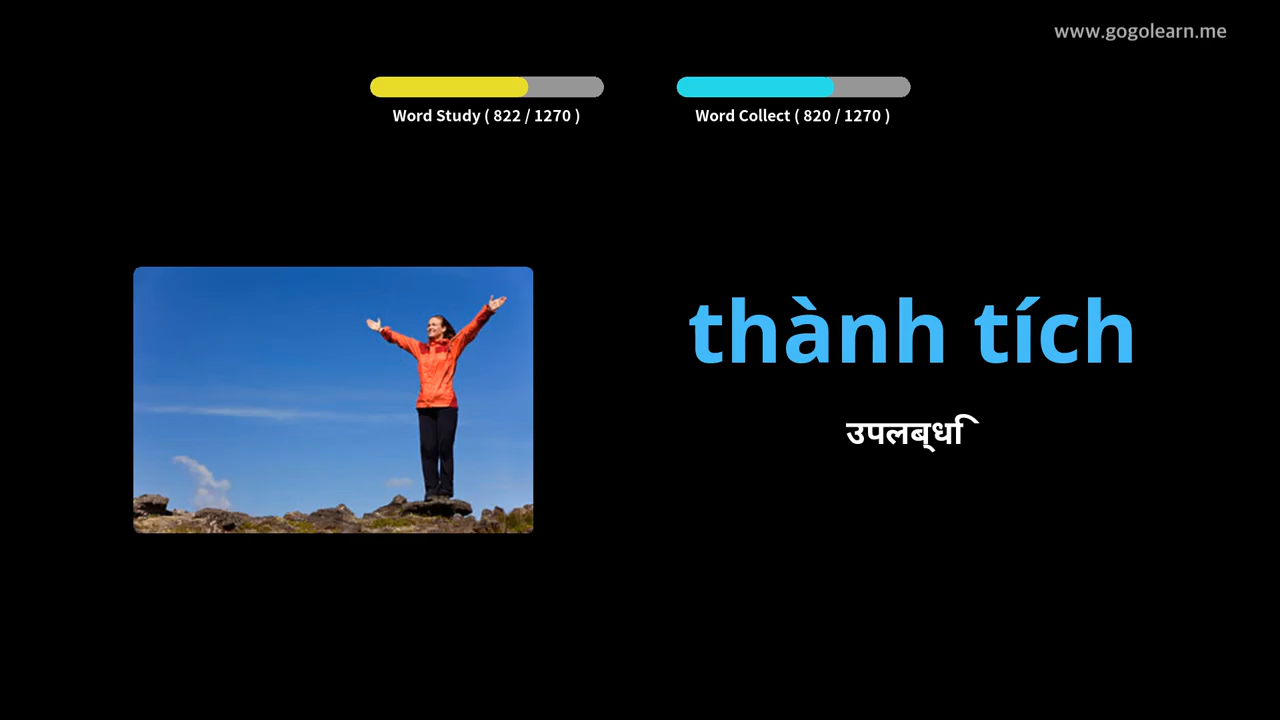 www.gogolearn.me
Word Study ( 822 / 1270 )
Word Collect ( 820 / 1270 )
thành tích
उपलब्धि